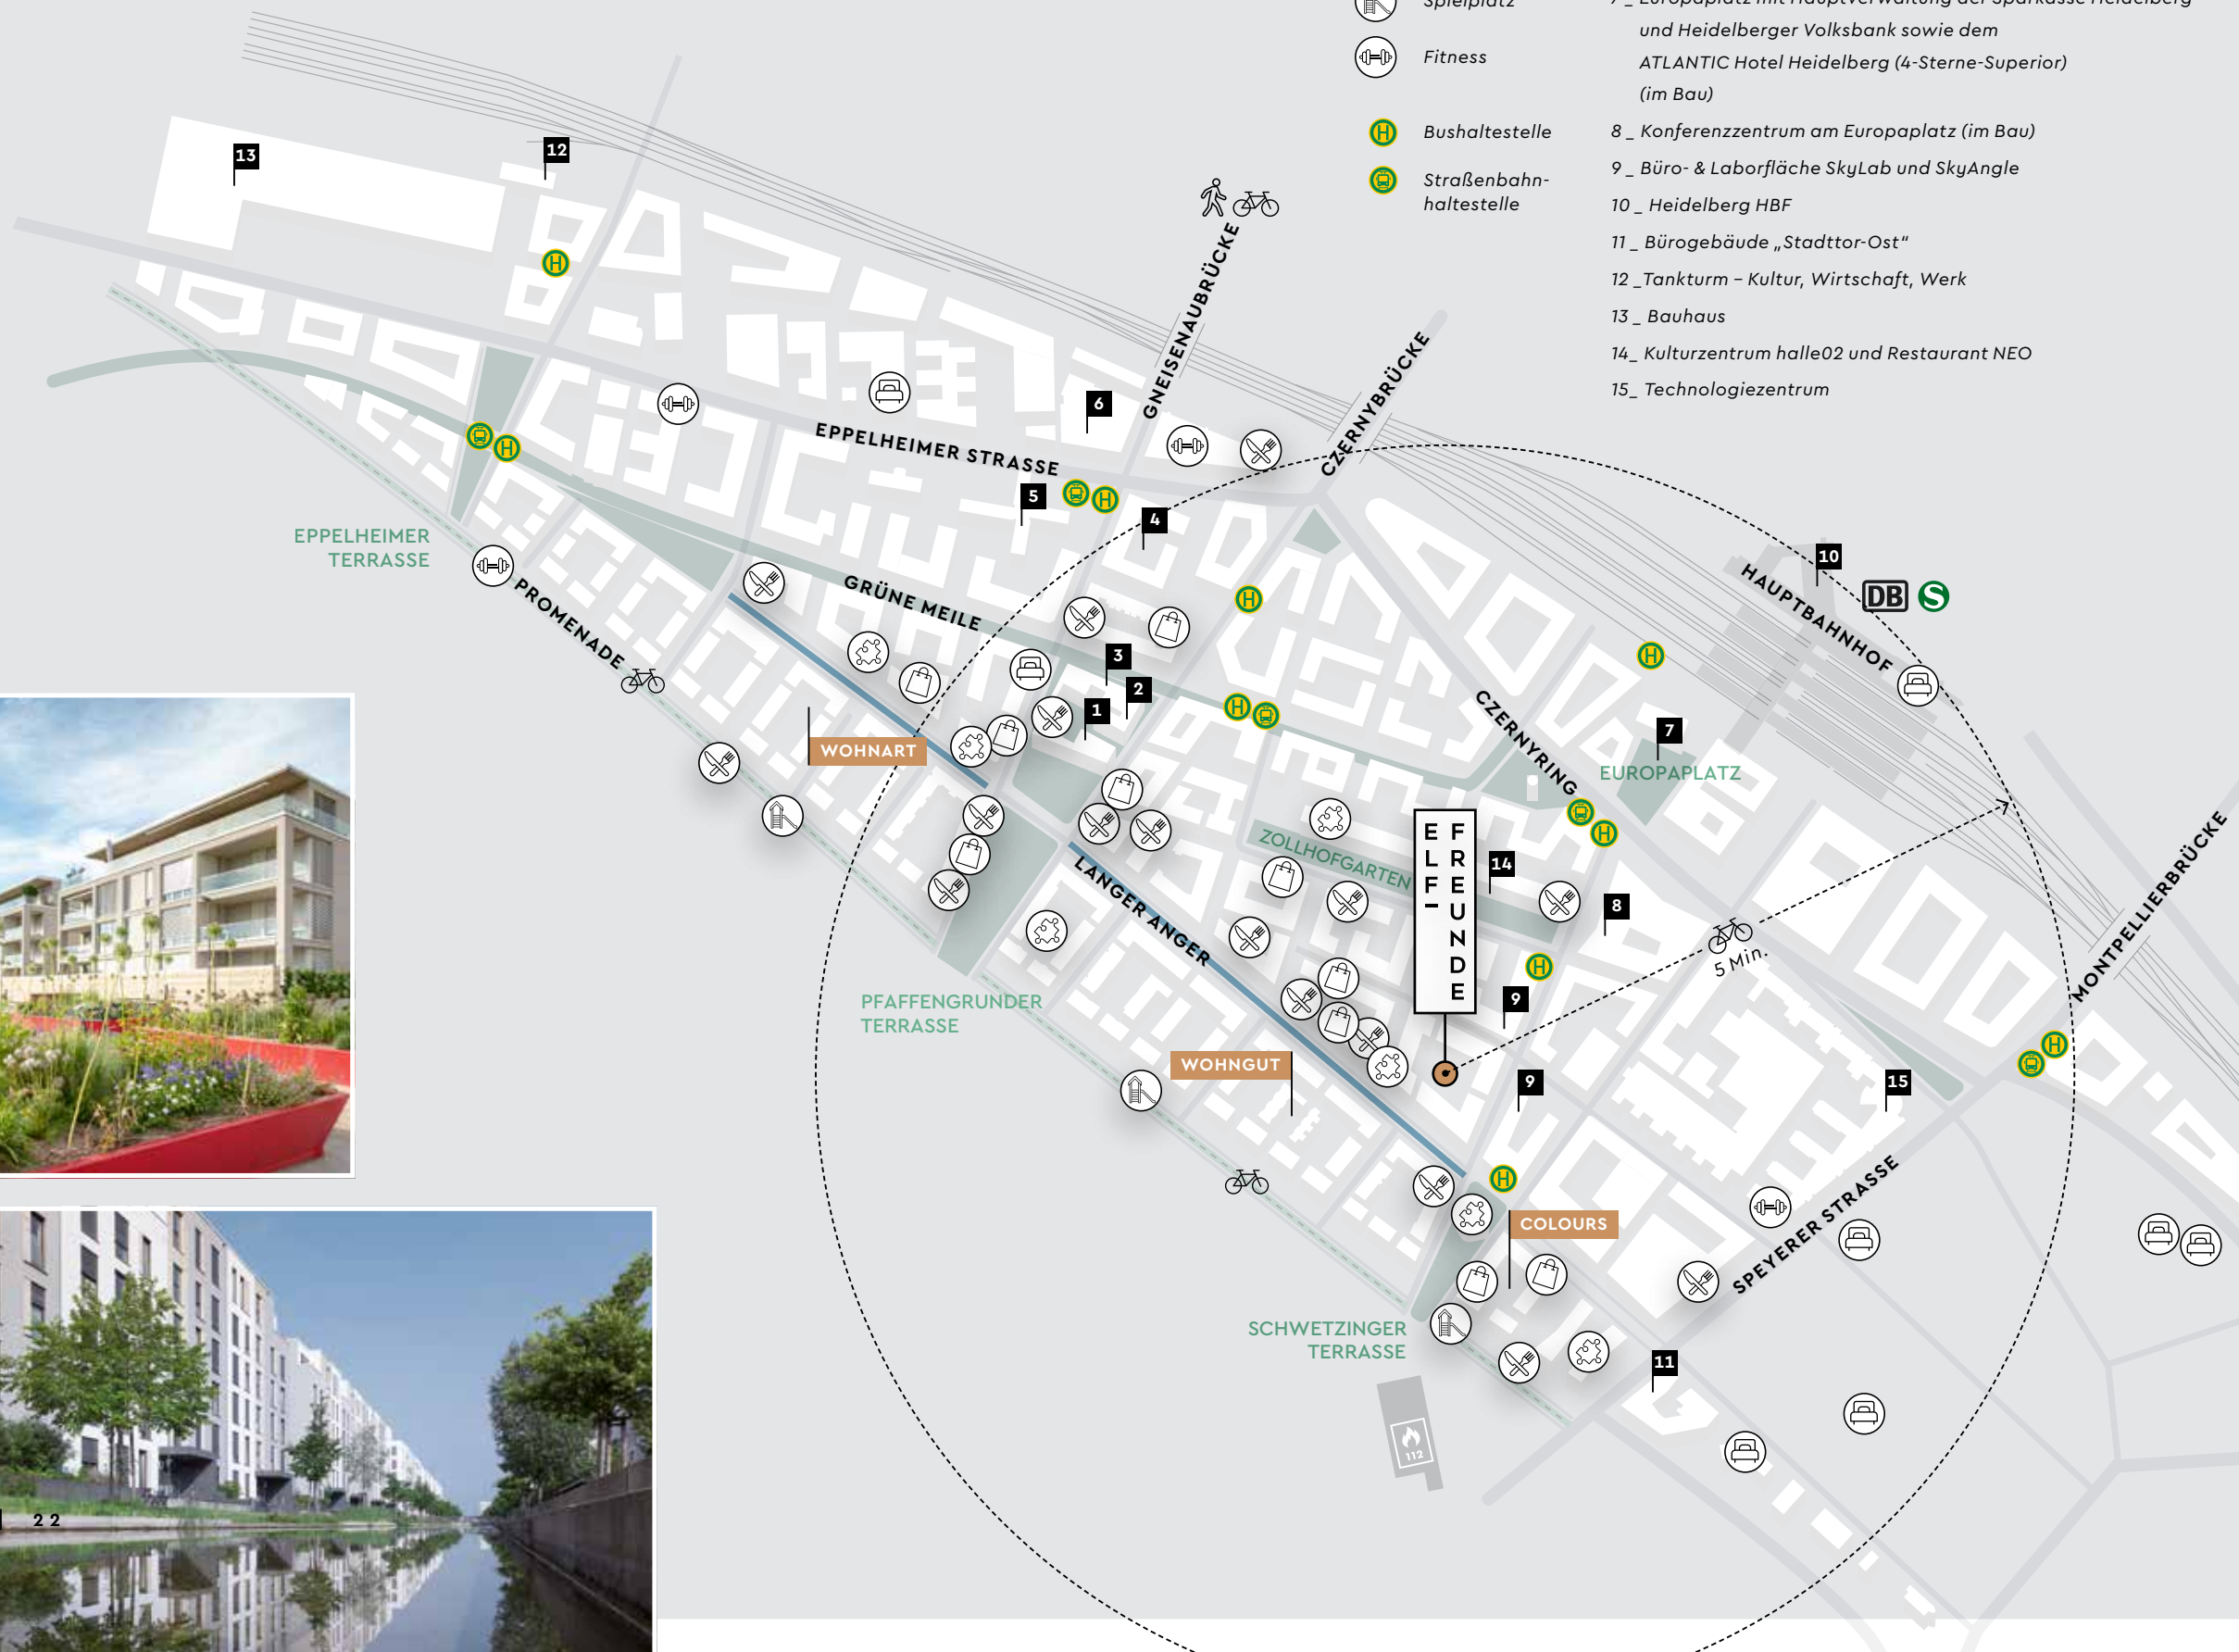 Spielplatz
Fitness
Bushaltestelle
Straßenbahn-
haltestelle
7 _ Europaplatz mit Hauptverwaltung der Sparkasse Heidelberg
und Heidelberger Volksbank sowie dem
ATLANTIC Hotel Heidelberg (4-Sterne-Superior)
(im Bau)
8 _ Konferenzzentrum am Europaplatz (im Bau)
9 _ Büro- & Laborfläche SkyLab und SkyAngle
10 _ Heidelberg HBF
11 _ Bürogebäude „Stadttor-Ost“
12 _Tankturm – Kultur, Wirtschaft, Werk
13 _ Bauhaus
14_ Kulturzentrum halle02 und Restaurant NEO
15_ Technologiezentrum
13
12
H
GNEISENAUBRÜCKE
CZERNYBRÜCKE
6
EPPELHEIMER STRASSE
H
5
H
4
EPPELHEIMER
TERRASSE
PROMENADE
GRÜNE MEILE
H
10
DB S
HAUPTBAHNHOF
3
2
1
H
H
7
CZERNYRING
EUROPAPLATZ
WOHNART
H
ZOLLHOFGARTEN
ELF-
FREUNDE
14
8
LANGER ANGER
H
9
5 Min.
MONTPELLIERBRÜCKE
PFAFFENGRUNDER
TERRASSE
WOHNGUT
H
9
15
H
COLOURS
SPEYERER STRASSE
SCHWETZINGER
TERRASSE
11
112
22